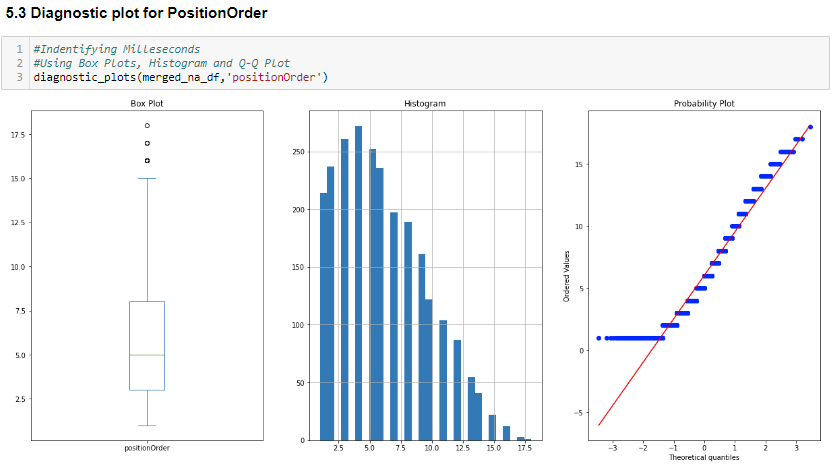 5.3 Diagnostic plot for PositionOrder
1 #Indentifying Milleseconds
2 #Using Box Plots, Histogram and Q-Q Plot
3 diagnostic_plots(merged_na_df,'positionOrder')
Box Plot
17.5
15.0
12.5
10.0
7.5
5.0
2.5
positionOrder
Histogram
250
200
150
100
50
0
2.5 5.0 7.5 10.0 12.5 15.0 17.5
Probability Plot
Ordered Values
15
10
5
0
−5
−3 −2 −1 0 1 2 3
Theoretical quantiles